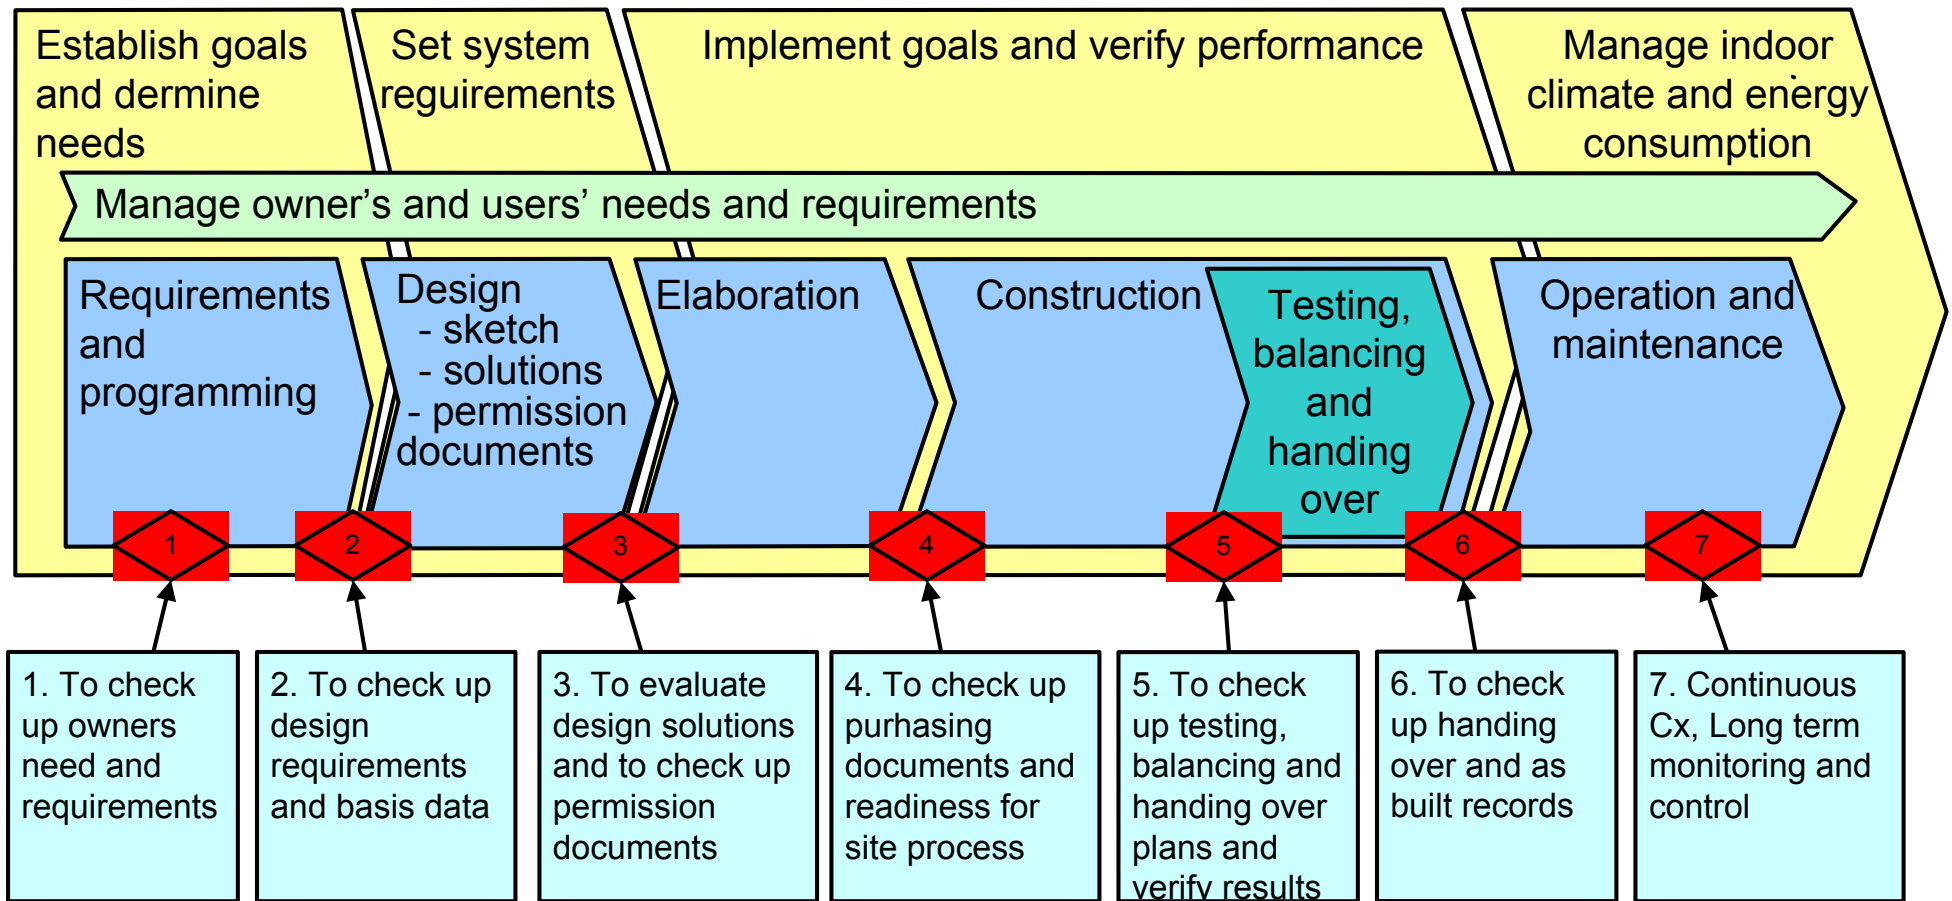 Establish goals
and dermine
needs
Set system
reguirements
Implement goals and verify performance
Manage indoor
climate and energy
consumption
Manage owner's and users' needs and requirements
Requirements
and
programming
Design
- sketch
- solutions
- permission
documents
Elaboration
Construction
Testing,
balancing
and
handing
over
Operation and
maintenance
1
2
3
4
5
6
7
1. To check
up owners
need and
requirements
2. To check up
design
requirements
and basis data
3. To evaluate
design solutions
and to check up
permission
documents
4. To check up
purhasing
documents and
readiness for
site process
5. To check
up testing,
balancing and
handing over
plans and
verify results
6. To check
up handing
over and as
built records
7. Continuous
Cx, Long term
monitoring and
control